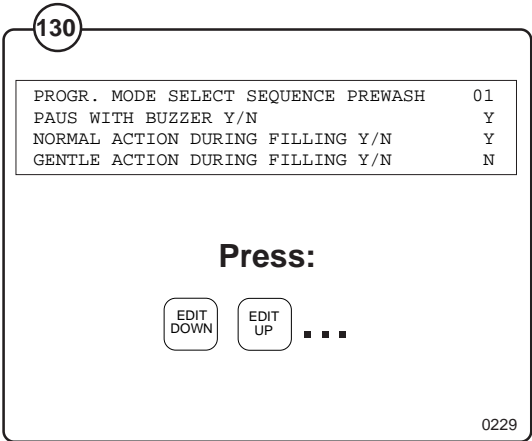 130
PROGR. MODE SELECT SEQUENCE PREWASH 01
PAUS WITH BUZZER Y/N Y
NORMAL ACTION DURING FILLING Y/N Y
GENTLE ACTION DURING FILLING Y/N N
Press:
EDIT DOWN EDIT UP ...
0229